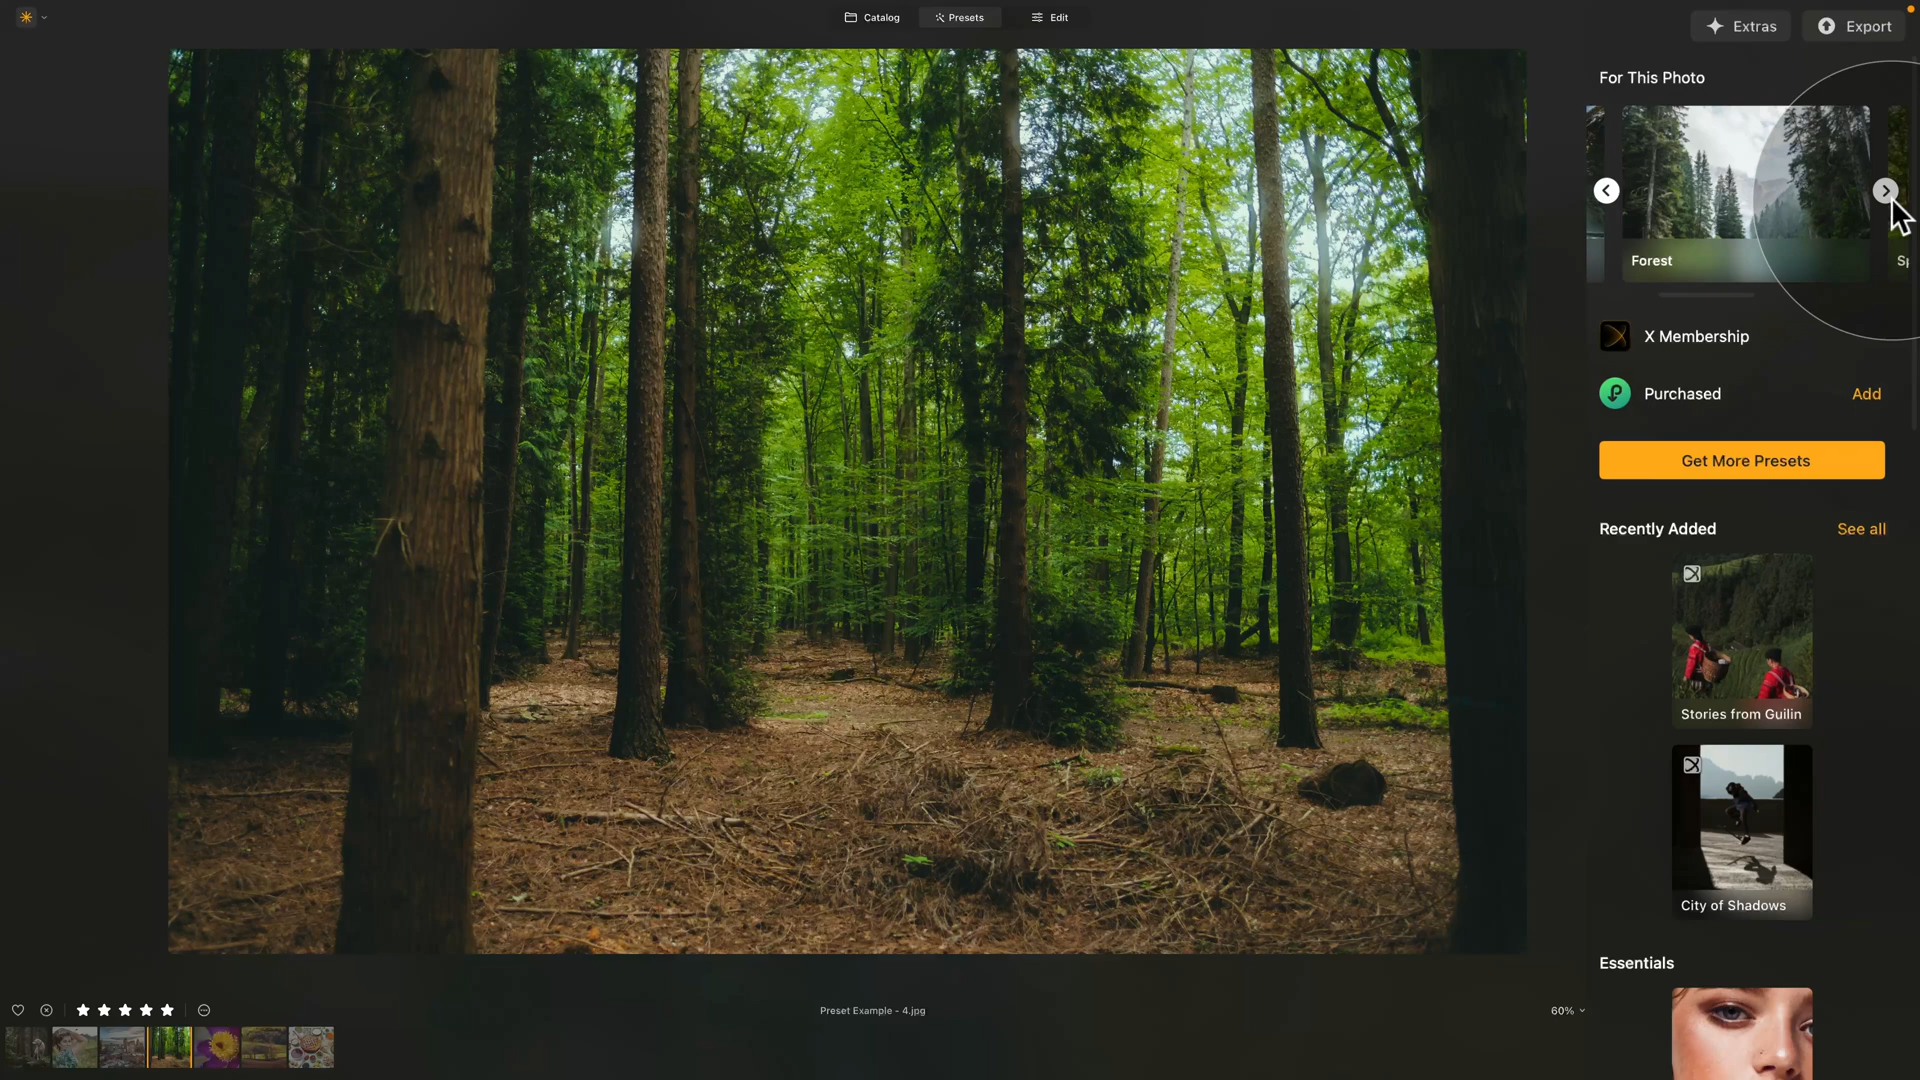 Catalog
Presets
Edit
Extras
Export
For This Photo
Forest
X Membership
Purchased
Add
Get More Presets
Recently Added
See all
Stories from Guilin
City of Shadows
Essentials
Preset Example - 4.jpg
60%